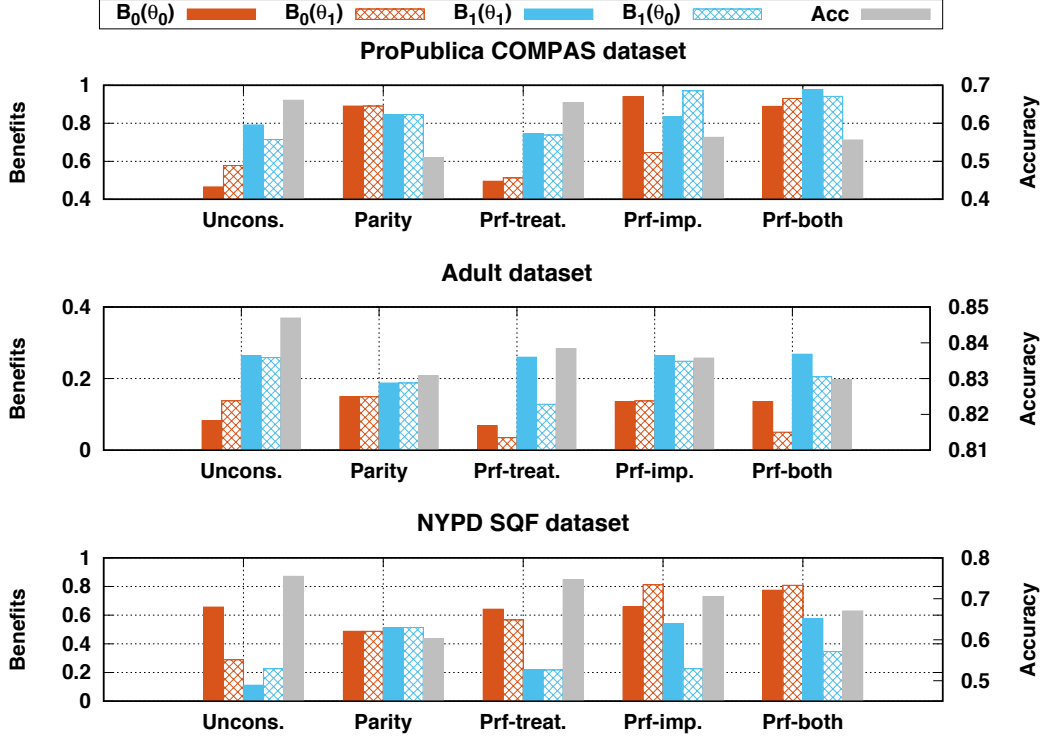 B₀(θ₀) B₀(θ₁) B₁(θ₁) B₁(θ₀) Acc
ProPublica COMPAS dataset
Benefits
1
0.8
0.6
0.4
0.7
0.6
0.5
0.4
Accuracy
Uncons. Parity Prf-treat. Prf-imp. Prf-both
Adult dataset
Benefits
0.4
0.2
0
0.85
0.84
0.83
0.82
0.81
Accuracy
Uncons. Parity Prf-treat. Prf-imp. Prf-both
NYPD SQF dataset
Benefits
1
0.8
0.6
0.4
0.2
0
0.8
0.7
0.6
0.5
Accuracy
Uncons. Parity Prf-treat. Prf-imp. Prf-both